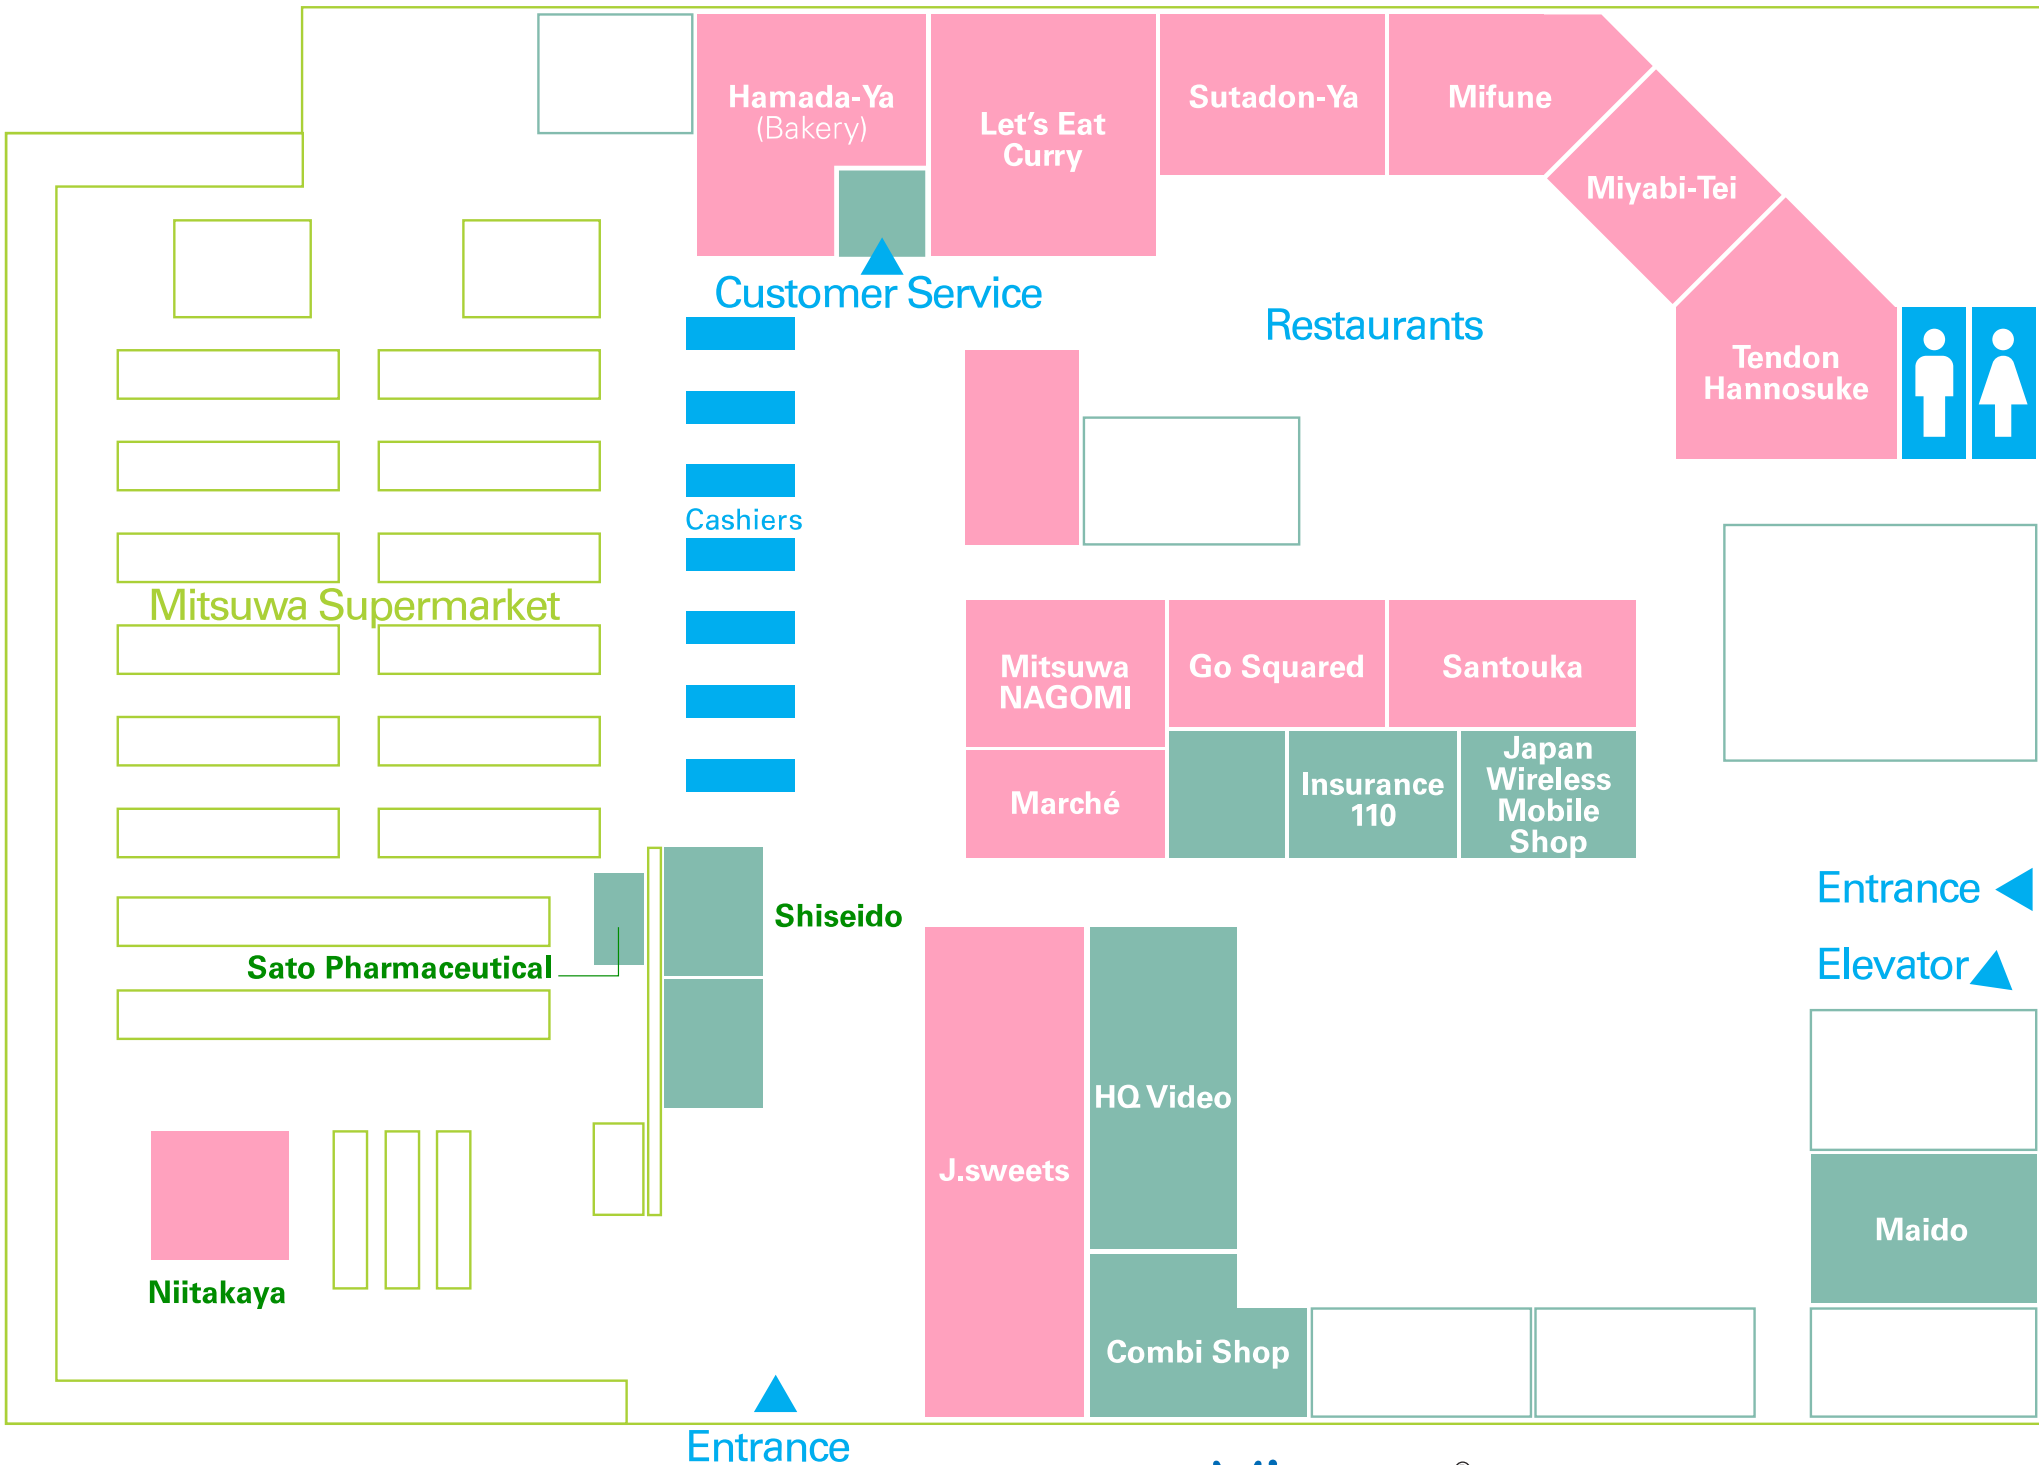 Hamada-Ya
(Bakery)
Let's Eat
Curry
Sutadon-Ya
Mifune
Miyabi-Tei
Tendon
Hannosuke
Customer Service
Restaurants
Cashiers
Mitsuwa Supermarket
Mitsuwa
NAGOMI
Go Squared
Santouka
Marché
Insurance
110
Japan
Wireless
Mobile
Shop
Entrance
Elevator
Shiseido
Sato Pharmaceutical
HQ Video
J.sweets
Maido
Niitakaya
Combi Shop
Entrance